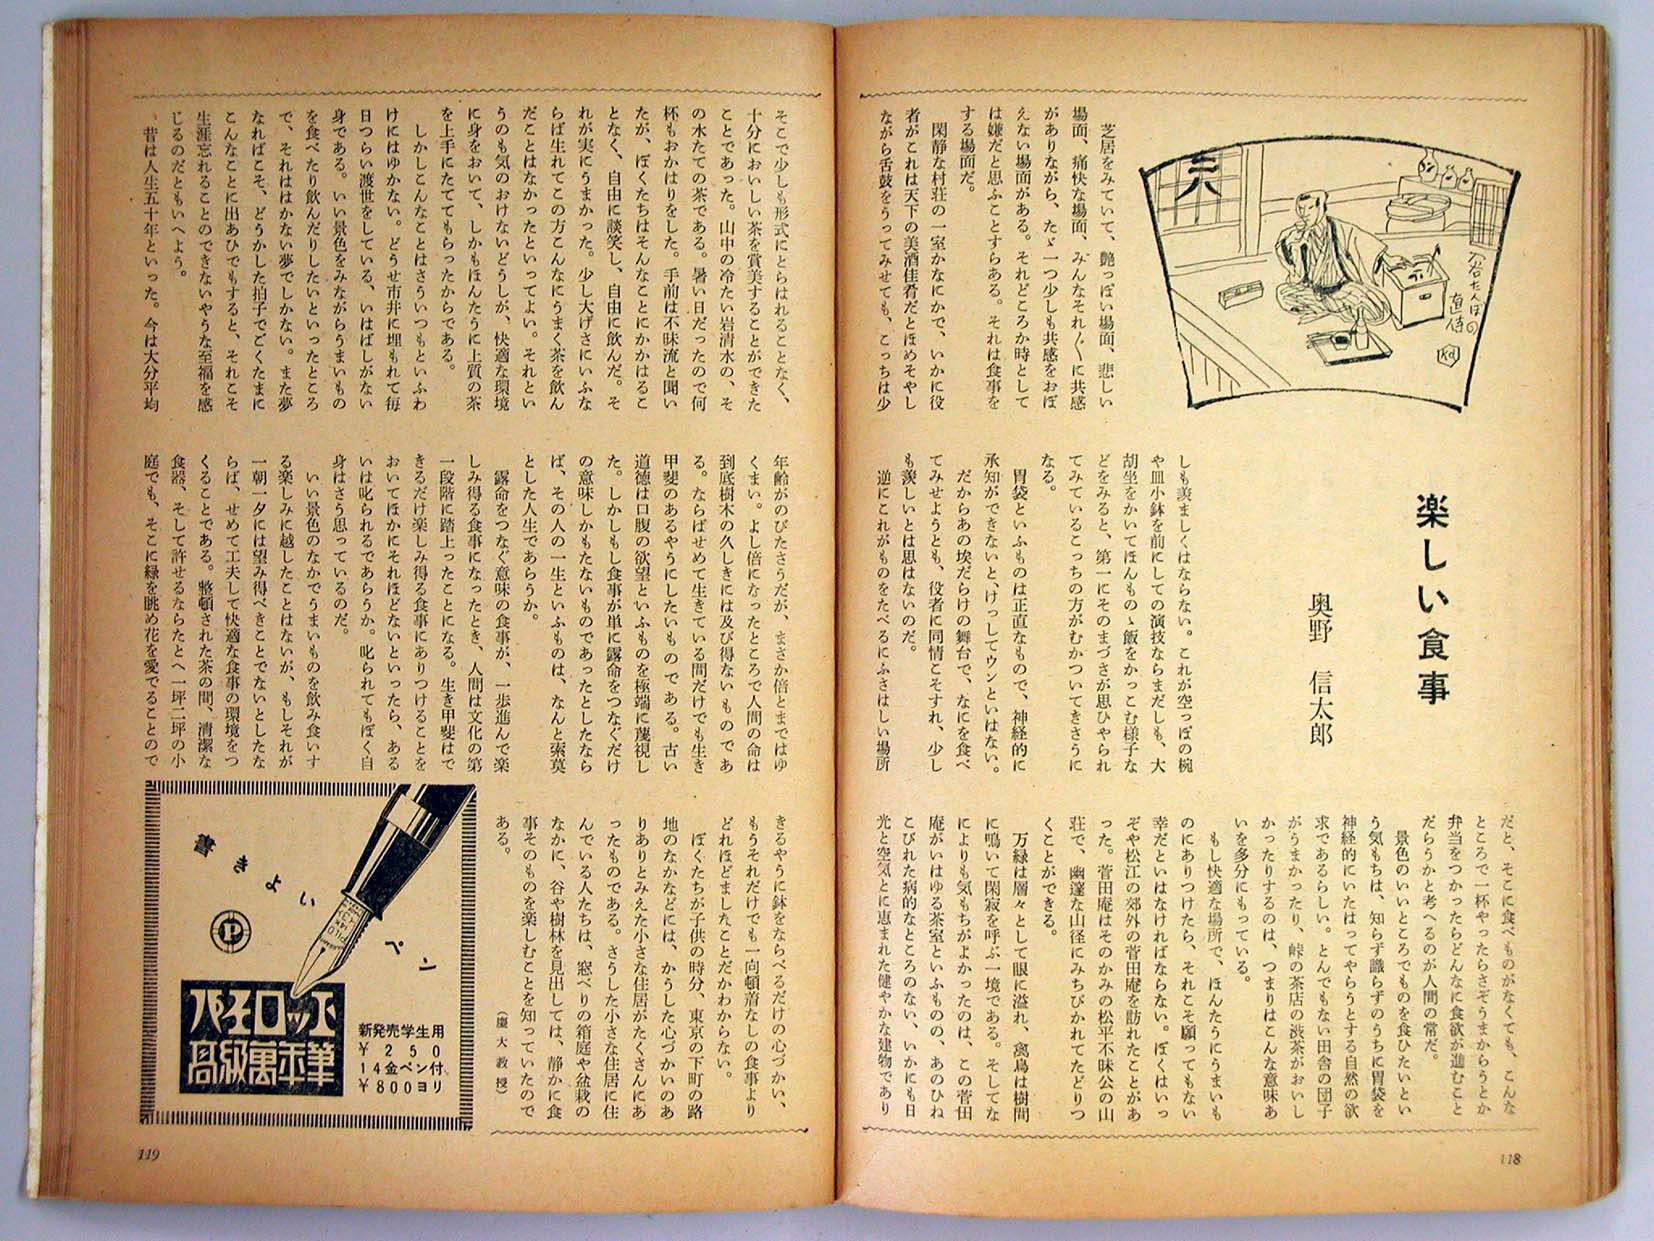 楽しい食事
奥野　信太郎
入谷たんぼの
直侍
芝居をみていて、艶っぽい場面、悲しい
場面、痛快な場面、みんなそれ〴〵に共感
がありながら、たゞ一つ少しも共感をおぼ
えない場面がある。それどころか時として
は嫌だと思ふことすらある。それは食事を
する場面だ。
閑静な村荘の一室かなにかで、いかに役
者がこれは天下の美酒佳肴だとほめそやし
ながら舌鼓をうってみせても、こっちは少
しも羨ましくはならない。これが空っぽの椀
や皿小鉢を前にしての演技ならまだしも、大
胡坐をかいてほんものゝ飯をかっこむ様子な
どをみると、第一にそのまづさが思ひやられ
てみているこっちの方がむかついてきさうに
なる。
胃袋といふものは正直なもので、神経的に
承知ができないと、けっしてウンといはない。
だからあの埃だらけの舞台で、なにを食べ
てみせようとも、役者に同情こそすれ、少し
も羨しいとは思はないのだ。
逆にこれがものをたべるにふさはしい場所
だと、そこに食べものがなくても、こんな
ところで一杯やったらさぞうまからうとか
弁当をつかったらどんなに食欲が進むこと
だらうかと考へるのが人間の常だ。
景色のいいところでものを食ひたいとい
う気もちは、知らず識らずのうちに胃袋を
神経的にいたはってやらうとする自然の欲
求であるらしい。とんでもない田舎の団子
がうまかったり、峠の茶店の渋茶がおいし
かったりするのは、つまりはこんな意味あ
いを多分にもっている。
もし快適な場所で、ほんたうにうまいも
のにありつけたら、それこそ願ってもない
幸だといはなければならない。ぼくはいっ
ぞや松江の郊外の菅田庵を訪れたことがあ
った。菅田庵はそのかみの松平不昧公の山
荘で、幽邃な山径にみちびかれてたどりつ
くことができる。
万緑は層々として眼に溢れ、禽鳥は樹間
に鳴いて閑寂を呼ぶ一境である。そしてな
によりも気もちがよかったのは、この菅田
庵がいはゆる茶室といふものの、あのひね
こびれた病的なところのない、いかにも日
光と空気とに恵まれた健やかな建物であり
118
そこで少しも形式にとらはれることなく、
十分においしい茶を賞美することができた
ことであった。山中の冷たい岩清水の、そ
の水たての茶である。暑い日だったので何
杯もおかはりをした。手前は不昧流と聞い
たが、ぼくたちはそんなことにかかはるこ
となく、自由に談笑し、自由に飲んだ。そ
れが実にうまかった。少し大げさにいふな
らば生れてこの方こんなにうまく茶を飲ん
だことはなかったといってよい。それとい
うのも気のおけないどうしが、快適な環境
に身をおいて、しかもほんたうに上質の茶
を上手にたててもらったからである。
しかしこんなことはさういつもといふわ
けにはゆかない。どうせ市井に埋もれて毎
日つらい渡世をしている、いはばしがない
身である。いい景色をみながらうまいもの
を食べたり飲んだりしたいといったところ
で、それははかない夢でしかない。また夢
なればこそ、どうかした拍子でごくたまに
こんなことに出あひでもすると、それこそ
生涯忘れることのできないやうな至福を感
じるのだともいへよう。
昔は人生五十年といった。今は大分平均
年齢がのびたさうだが、まさか倍とまではゆ
くまい。よし倍になったところで人間の命は
到底樹木の久しきには及び得ないものであ
る。ならばせめて生きている間だけでも生き
甲斐のあるやうにしたいものである。古い
道徳は口腹の欲望といふものを極端に蔑視し
た。しかしもし食事が単に露命をつなぐだけ
の意味しかもたないものであったとしたなら
ば、その人の一生といふものは、なんと索莫
とした人生であらうか。
露命をつなぐ意味の食事が、一歩進んで楽
しみ得る食事になったとき、人間は文化の第
一段階に踏上ったことになる。生き甲斐はで
きるだけ楽しみ得る食事にありつけることを
おいてほかにそれほどないといったら、ある
いは叱られるであらうか。叱られてもぼく自
身はさう思っているのだ。
いい景色のなかでうまいものを飲み食いす
る楽しみに越したことはないが、もしそれが
一朝一夕には望み得べきことでないとしたな
らば、せめて工夫して快適な食事の環境をつ
くることである。整頓された茶の間、清潔な
食器、そして許せるならたとへ一坪二坪の小
庭でも、そこに緑を眺め花を愛でることので
きるやうに鉢をならべるだけの心づかい、
もうそれだけでも一向頓着なしの食事より
どれほどましたことだかわからない。
ぼくたちが子供の時分、東京の下町の路
地のなかなどには、かうした心づかいのあ
りありとみえた小さな住居がたくさんにあ
ったものである。さうした小さな住居に住
んでいる人たちは、窓べりの箱庭や盆栽の
なかに、谷や樹林を見出しては、静かに食
事そのものを楽しむことを知っていたので
ある。
（慶大教授）
書きよいペン
P
パイロット
高級萬年筆
新発売学生用
￥250
14金ペン付
￥800ヨリ
119